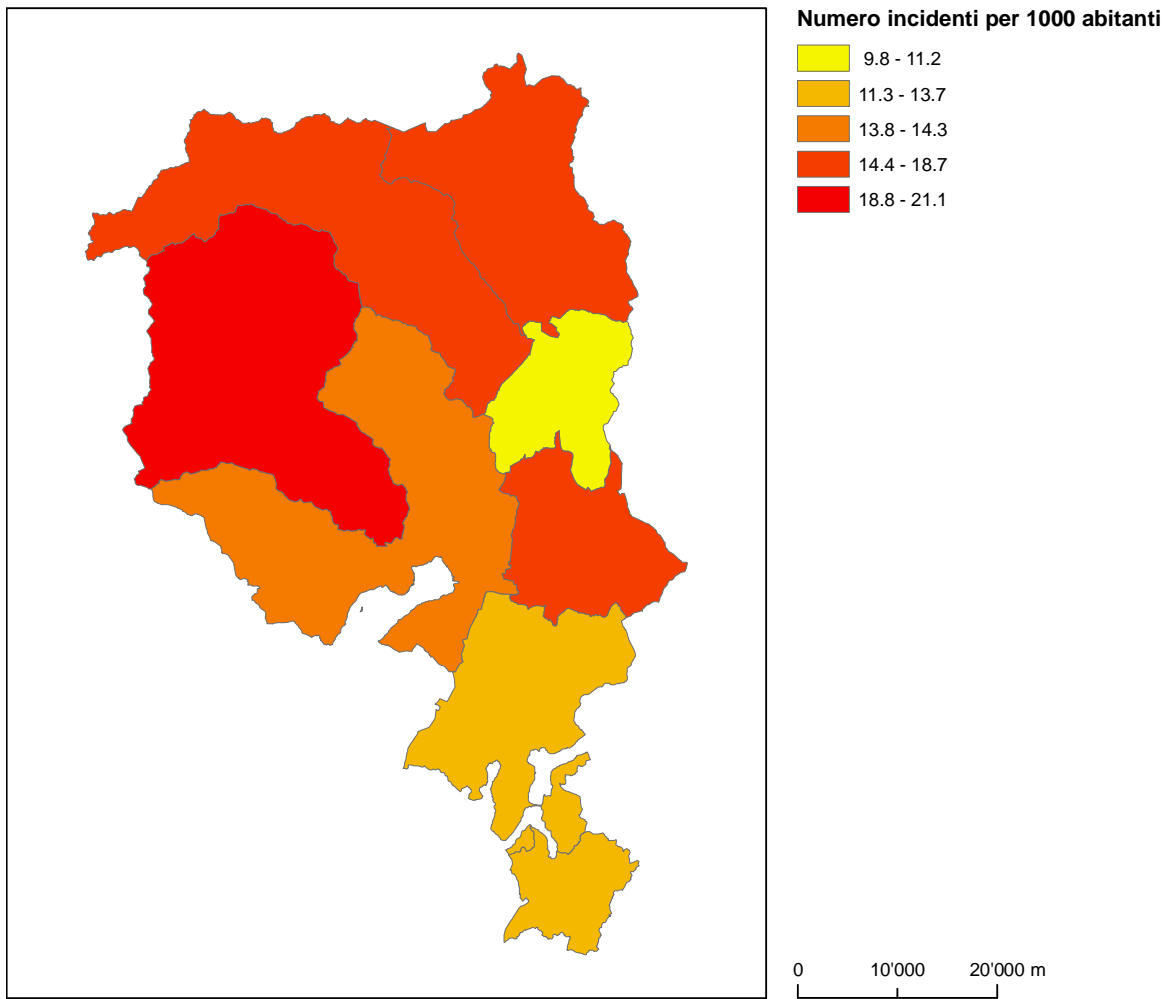 Numero incidenti per 1000 abitanti
9.8 - 11.2
11.3 - 13.7
13.8 - 14.3
14.4 - 18.7
18.8 - 21.1
0 10'000 20'000 m